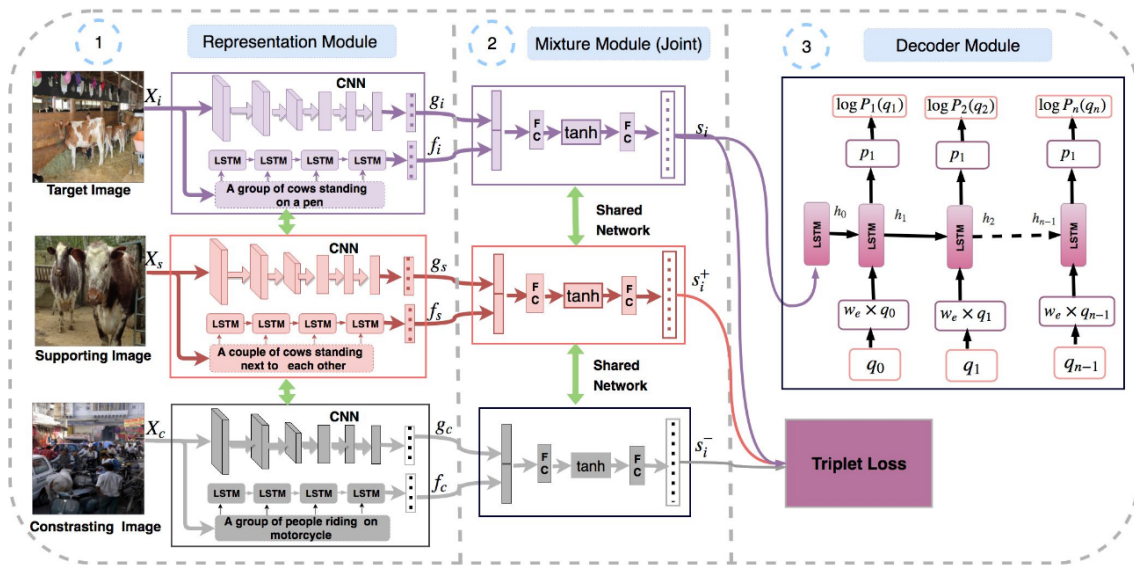 1
Representation Module
2
Mixture Module (Joint)
3
Decoder Module
X_i
Target Image
CNN
LSTM LSTM LSTM LSTM
A group of cows standing
on a pen
g_i
f_i
FC tanh FC
s_i
Shared
Network
X_s
Supporting Image
CNN
LSTM LSTM LSTM LSTM
A couple of cows standing
next to each other
g_s
f_s
FC tanh FC
s_i^+
Shared
Network
X_c
Constrasting Image
CNN
LSTM LSTM LSTM LSTM
A group of people riding on
motorcycle
g_c
f_c
FC tanh FC
s_i^-
log P_1(q_1) log P_2(q_2) log P_n(q_n)
p_1 p_1 p_1
h_0 h_1 h_2 h_{n-1}
LSTM LSTM LSTM LSTM
w_e × q_0 w_e × q_1 w_e × q_{n-1}
q_0 q_1 q_{n-1}
Triplet Loss